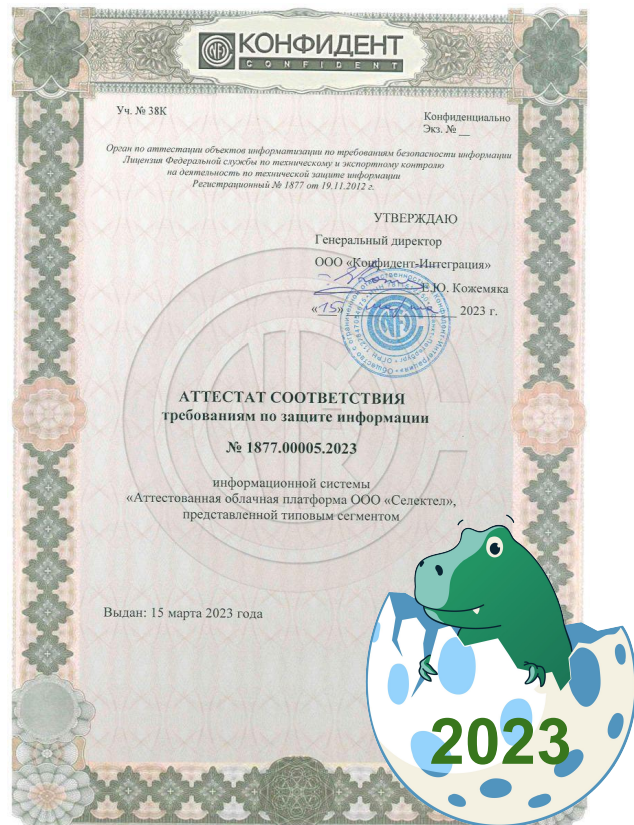 КОНФИДЕНТ
CONFIDENT
Уч. № 38К
Конфиденциально
Экз. № __
Орган по аттестации объектов информатизации по требованиям безопасности информации
Лицензия Федеральной службы по техническому и экспортному контролю
на деятельность по технической защите информации
Регистрационный № 1877 от 19.11.2012 г.
УТВЕРЖДАЮ
Генеральный директор
ООО «Конфидент-Интеграция»
Е.Ю. Кожемяка
«15» марта 2023 г.
АТТЕСТАТ СООТВЕТСТВИЯ
требованиям по защите информации
№ 1877.00005.2023
информационной системы
«Аттестованная облачная платформа ООО «Селектел»,
представленной типовым сегментом
Выдан: 15 марта 2023 года
2023